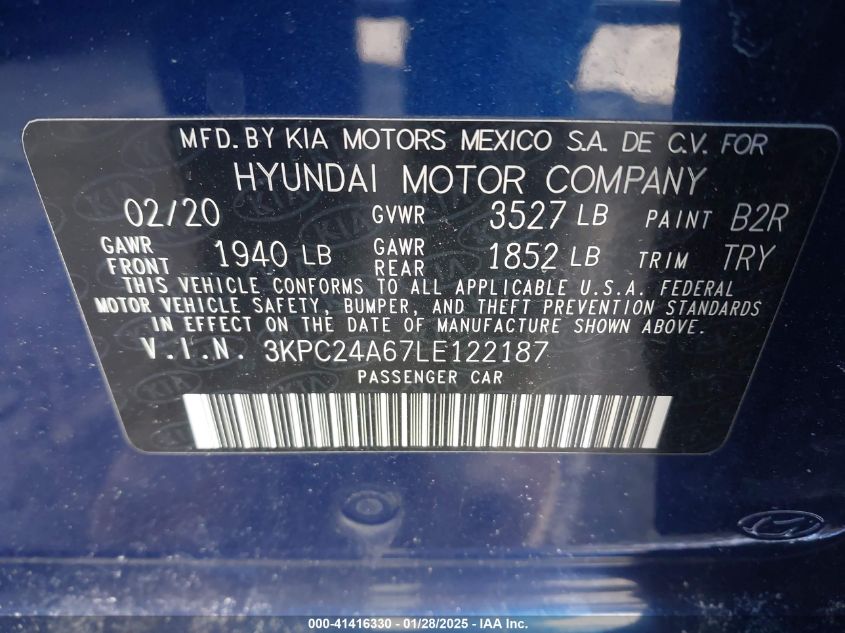 MFD. BY KIA MOTORS MEXICO S.A. DE C.V. FOR
HYUNDAI MOTOR COMPANY
02/20 GVWR 3527 LB PAINT B2R
GAWR FRONT 1940 LB GAWR REAR 1852 LB TRIM TRY
THIS VEHICLE CONFORMS TO ALL APPLICABLE U.S.A. FEDERAL
MOTOR VEHICLE SAFETY, BUMPER, AND THEFT PREVENTION STANDARDS
IN EFFECT ON THE DATE OF MANUFACTURE SHOWN ABOVE.
V.I.N. 3KPC24A67LE122187
PASSENGER CAR
000-41416330 - 01/28/2025 - IAA Inc.